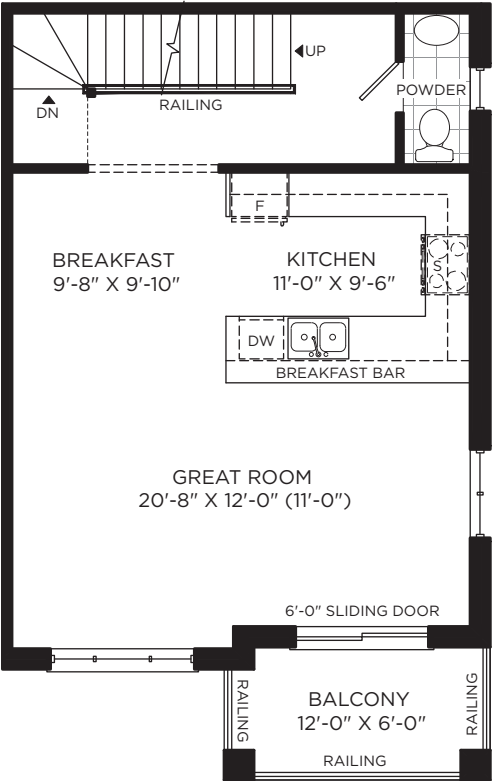 UP
DN
RAILING
POWDER
F
BREAKFAST
9'-8" X 9'-10"
KITCHEN
11'-0" X 9'-6"
S
DW
BREAKFAST BAR
GREAT ROOM
20'-8" X 12'-0" (11'-0")
6'-0" SLIDING DOOR
RAILING
BALCONY
12'-0" X 6'-0"
RAILING
RAILING